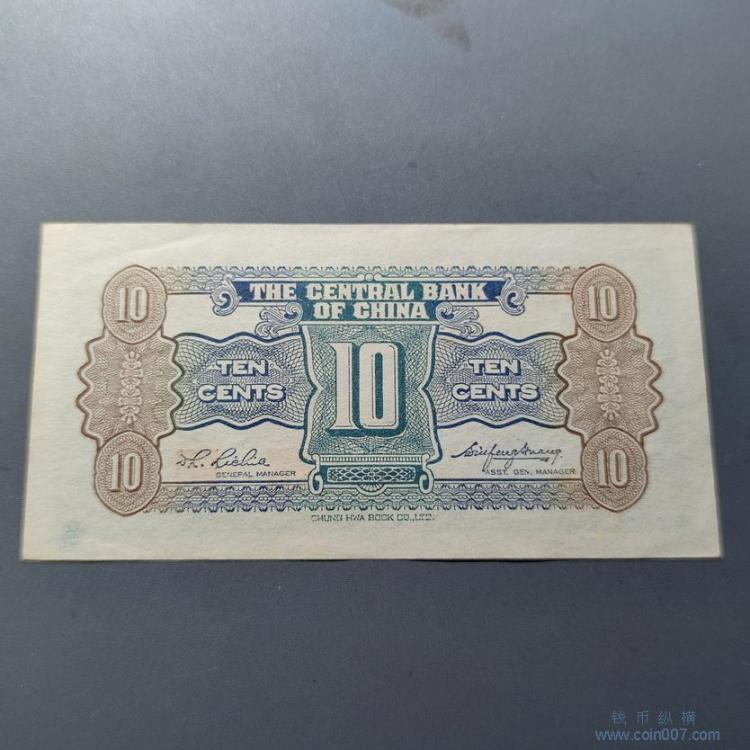 THE CENTRAL BANK
OF CHINA
10 10
TEN 10 TEN
CENTS CENTS
10 10
GENERAL MANAGER
ASST. GEN. MANAGER
CHUNG HWA BOOK CO., LTD.
钱币纵横
www.coin007.com